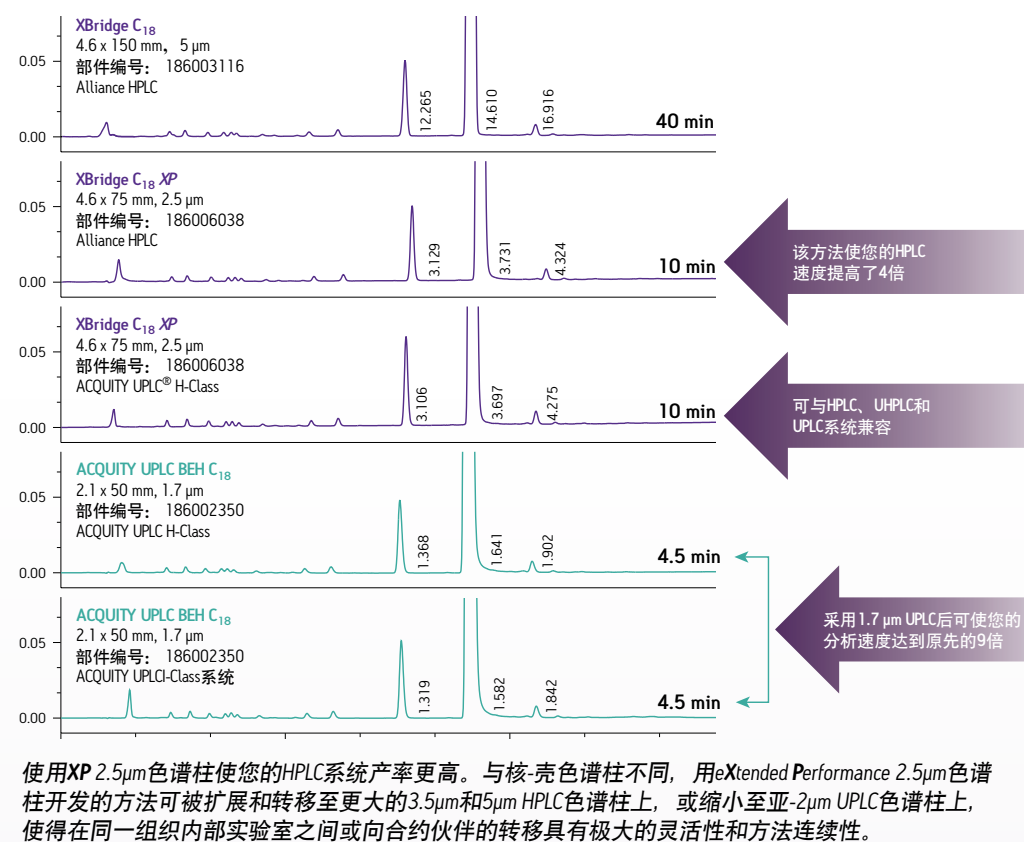 XBridge C18
4.6 x 150 mm, 5 µm
部件编号： 186003116
Alliance HPLC
0.05
0.00
12.265
14.610
16.916
40 min
XBridge C18 XP
4.6 x 75 mm, 2.5 µm
部件编号： 186006038
Alliance HPLC
0.05
0.00
3.129
3.731
4.324
10 min
该方法使您的HPLC
速度提高了4倍
XBridge C18 XP
4.6 x 75 mm, 2.5 µm
部件编号： 186006038
ACQUITY UPLC® H-Class
0.05
0.00
3.106
3.697
4.275
10 min
可与HPLC、UHPLC和
UPLC系统兼容
ACQUITY UPLC BEH C18
2.1 x 50 mm, 1.7 µm
部件编号： 186002350
ACQUITY UPLC H-Class
0.05
0.00
1.368
1.641
1.902
4.5 min
ACQUITY UPLC BEH C18
2.1 x 50 mm, 1.7 µm
部件编号： 186002350
ACQUITY UPLCI-Class系统
0.05
0.00
1.319
1.582
1.842
4.5 min
采用1.7 µm UPLC后可使您的
分析速度达到原先的9倍
使用XP 2.5µm色谱柱使您的HPLC系统产率更高。与核-壳色谱柱不同， 用eXtended Performance 2.5µm色谱
柱开发的方法可被扩展和转移至更大的3.5µm和5µm HPLC色谱柱上， 或缩小至亚-2µm UPLC色谱柱上，
使得在同一组织内部实验室之间或向合约伙伴的转移具有极大的灵活性和方法连续性。